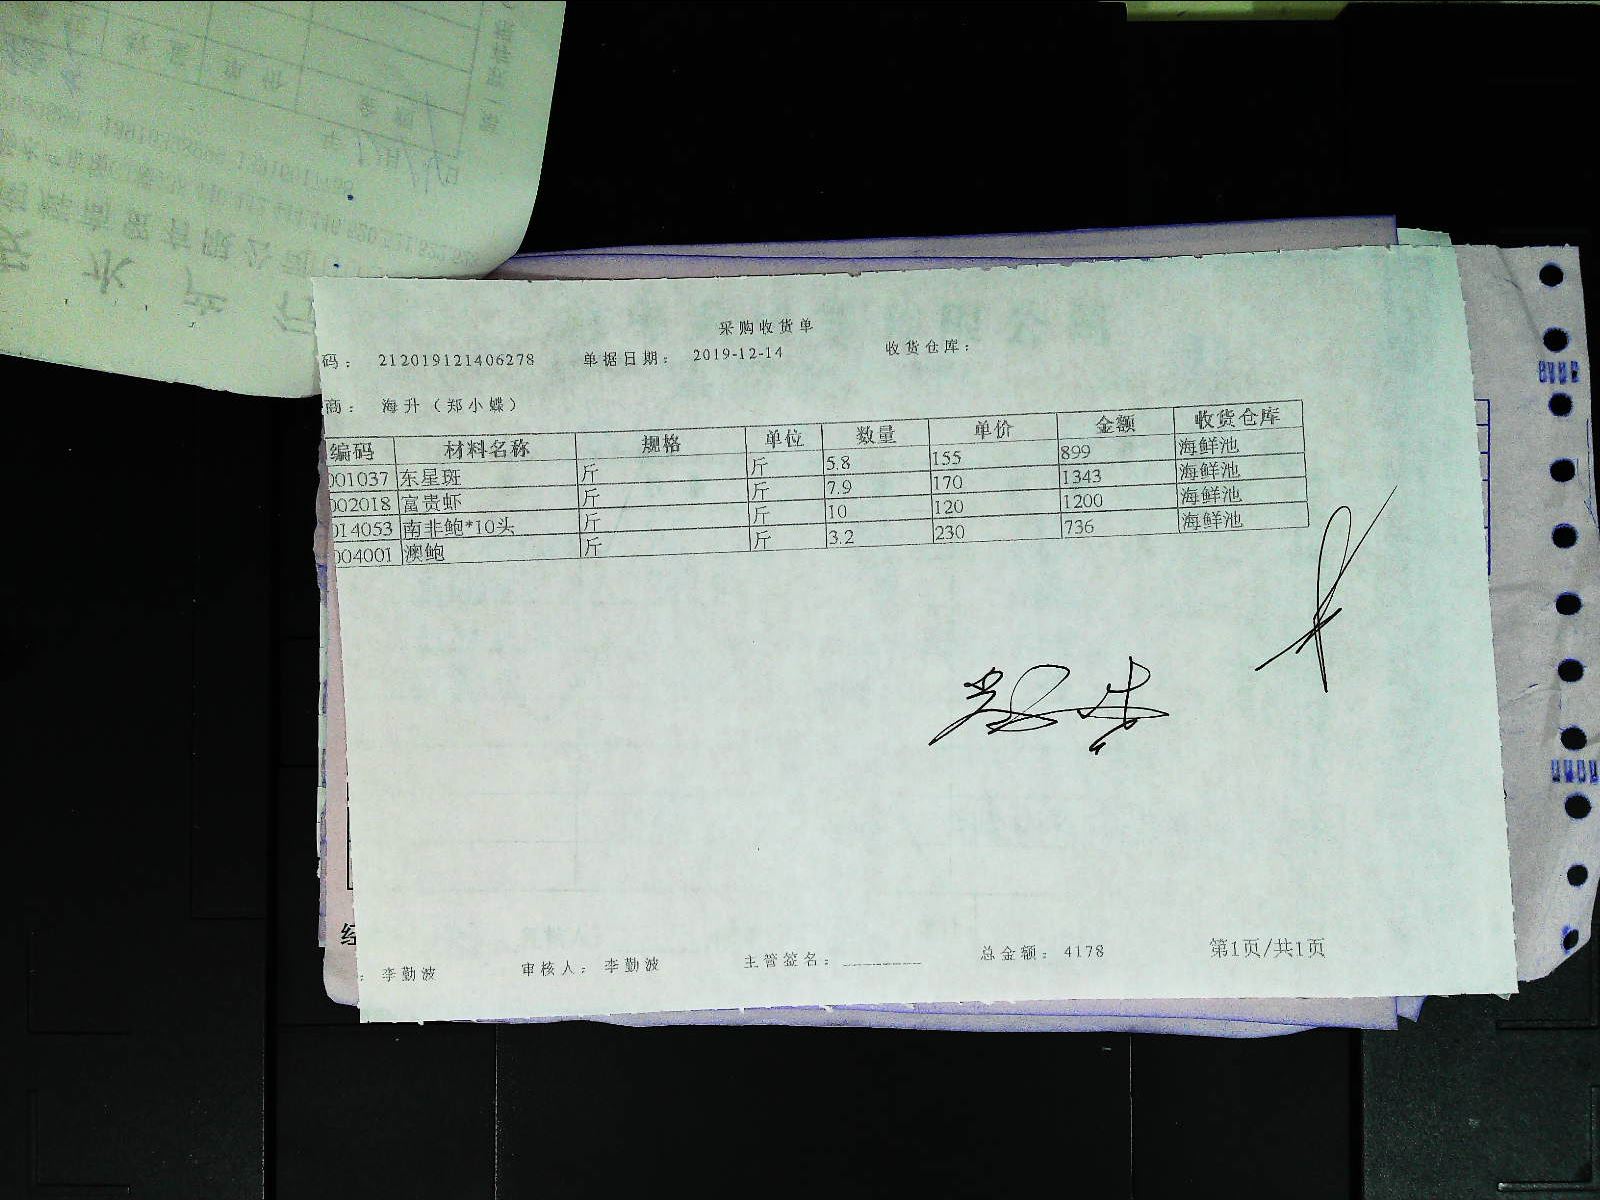 采购收货单
码： 212019121406278 单据日期： 2019-12-14 收货仓库：
商： 海升（郑小蝶）
编码 材料名称 规格 单位 数量 单价 金额 收货仓库
001037 东星斑 斤 斤 5.8 155 899 海鲜池
002018 富贵虾 斤 斤 7.9 170 1343 海鲜池
014053 南非鲍*10头 斤 斤 10 120 1200 海鲜池
004001 澳鲍 斤 斤 3.2 230 736 海鲜池
： 李勤波 审核人： 李勤波 主管签名： 总金额： 4178 第1页/共1页